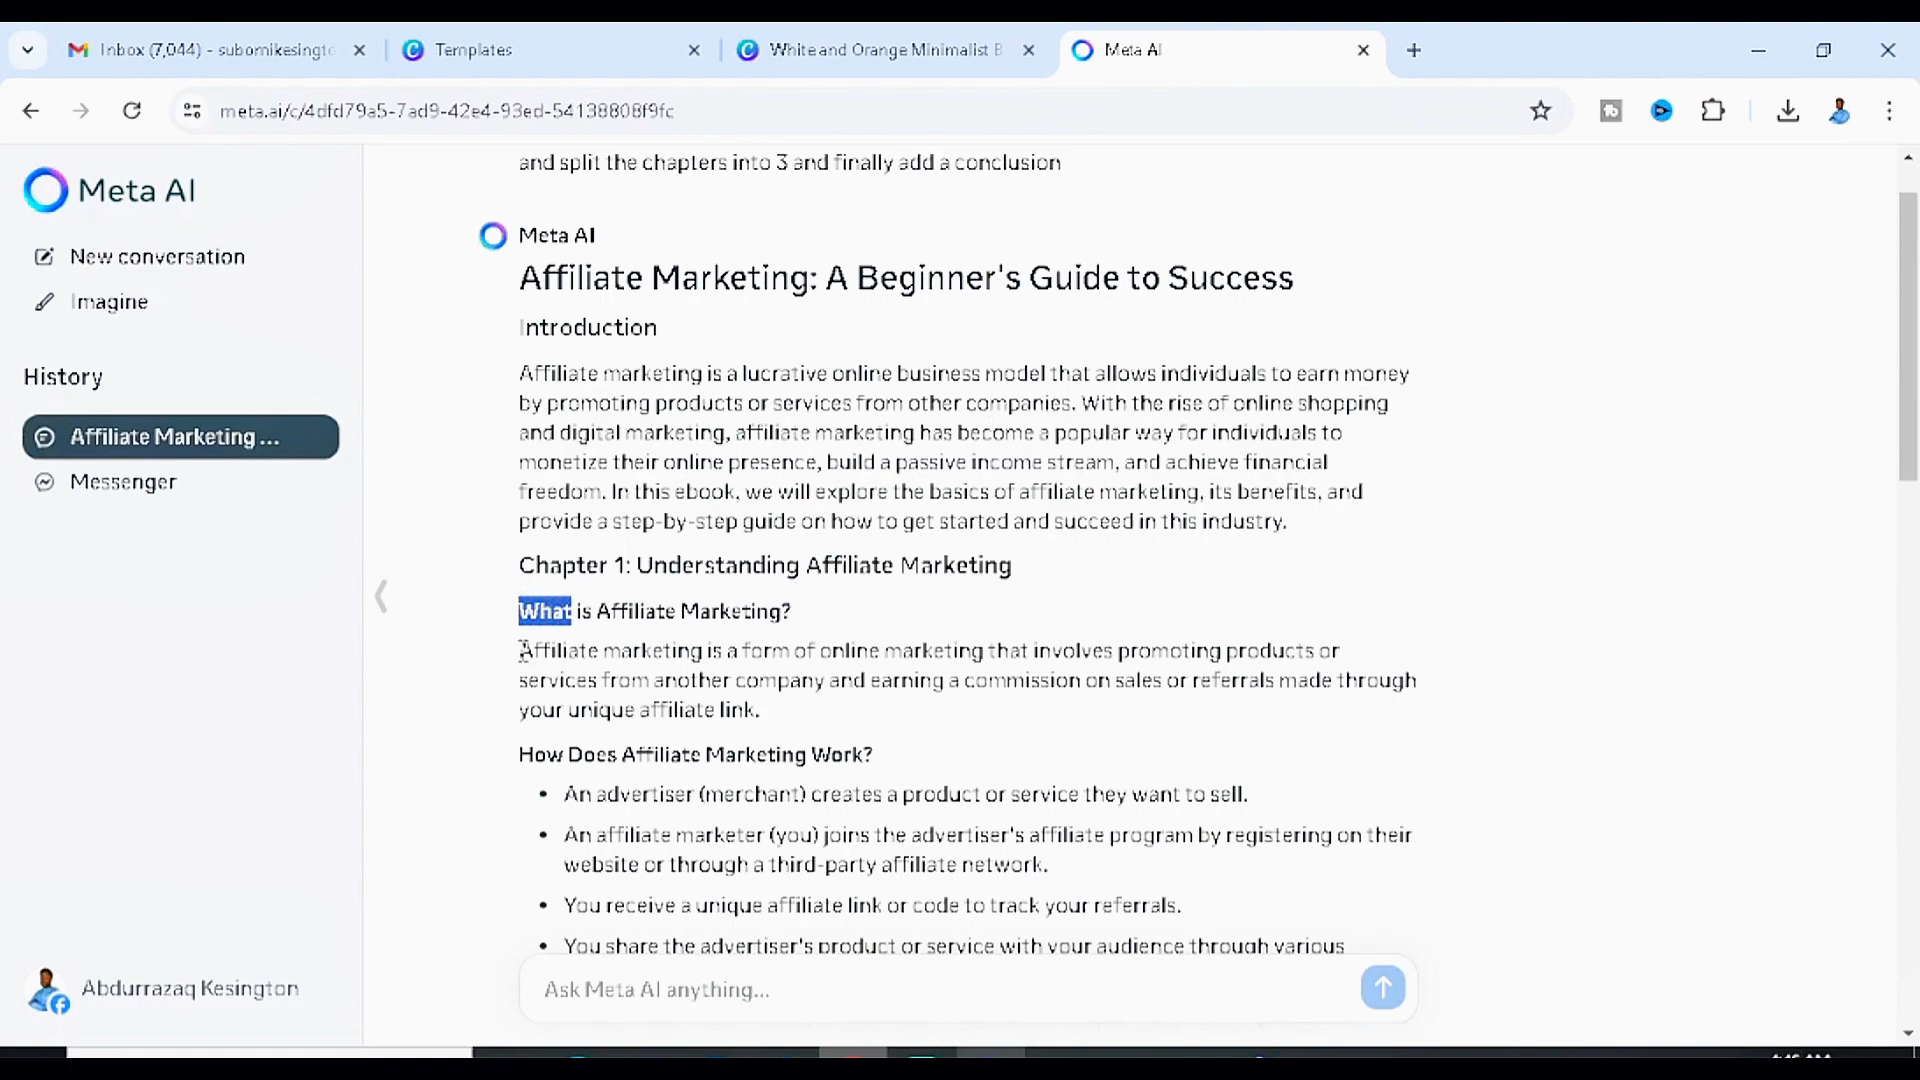 Inbox (7,044) - subomikesingto
Templates
White and Orange Minimalist B
Meta AI
meta.ai/c/4dfd79a5-7ad9-42e4-93ed-54138808f9fc
Meta AI
New conversation
Imagine
History
Affiliate Marketing ...
Messenger
Abdurrazaq Kesington
and split the chapters into 3 and finally add a conclusion
Meta AI
Affiliate Marketing: A Beginner's Guide to Success
Introduction
Affiliate marketing is a lucrative online business model that allows individuals to earn money
by promoting products or services from other companies. With the rise of online shopping
and digital marketing, affiliate marketing has become a popular way for individuals to
monetize their online presence, build a passive income stream, and achieve financial
freedom. In this ebook, we will explore the basics of affiliate marketing, its benefits, and
provide a step-by-step guide on how to get started and succeed in this industry.
Chapter 1: Understanding Affiliate Marketing
What is Affiliate Marketing?
Affiliate marketing is a form of online marketing that involves promoting products or
services from another company and earning a commission on sales or referrals made through
your unique affiliate link.
How Does Affiliate Marketing Work?
• An advertiser (merchant) creates a product or service they want to sell.
• An affiliate marketer (you) joins the advertiser's affiliate program by registering on their
website or through a third-party affiliate network.
• You receive a unique affiliate link or code to track your referrals.
• You share the advertiser's product or service with your audience through various
Ask Meta AI anything...